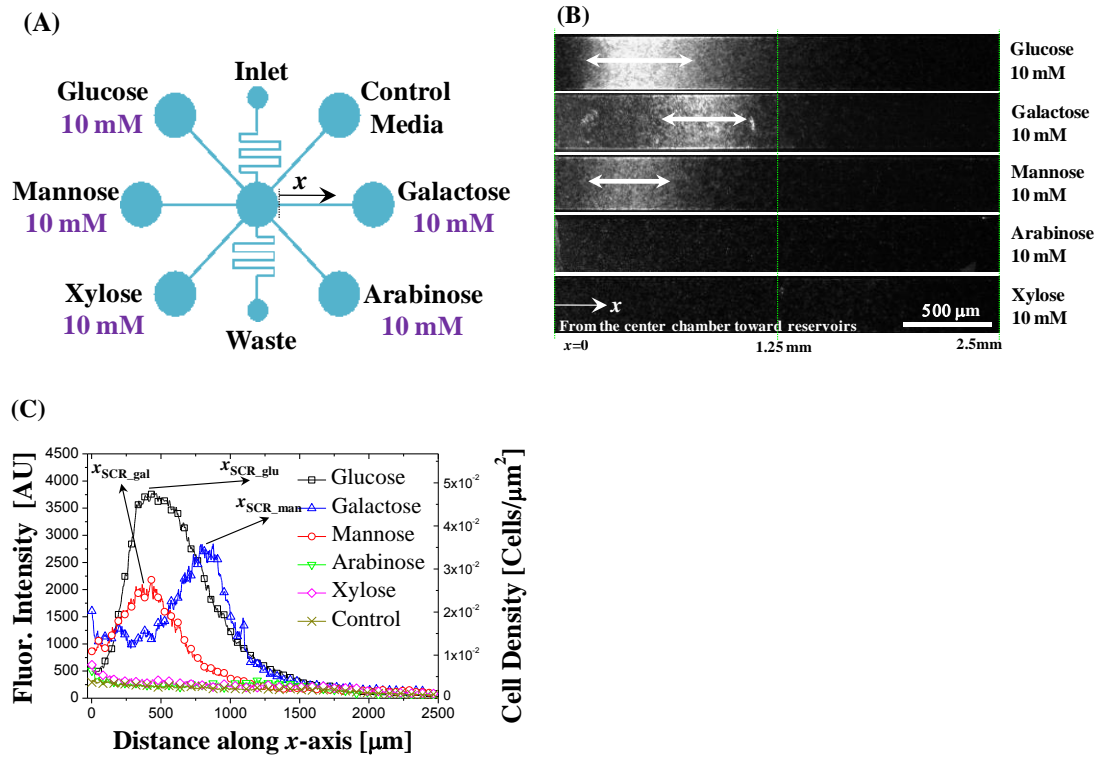 (A)
Inlet
Glucose
10 mM
Control
Media
Mannose
10 mM
x
Galactose
10 mM
Xylose
10 mM
Arabinose
10 mM
Waste
(B)
Glucose
10 mM
Galactose
10 mM
Mannose
10 mM
Arabinose
10 mM
Xylose
10 mM
x
500 μm
From the center chamber toward reservoirs
x=0
1.25 mm
2.5mm
(C)
Fluor. Intensity [AU]
4500
4000
3500
3000
2500
2000
1500
1000
500
0
xSCR_gal
xSCR_glu
xSCR_man
Glucose
Galactose
Mannose
Arabinose
Xylose
Control
5x10-2
4x10-2
3x10-2
2x10-2
1x10-2
0
Cell Density [Cells/μm2]
0 500 1000 1500 2000 2500
Distance along x-axis [μm]